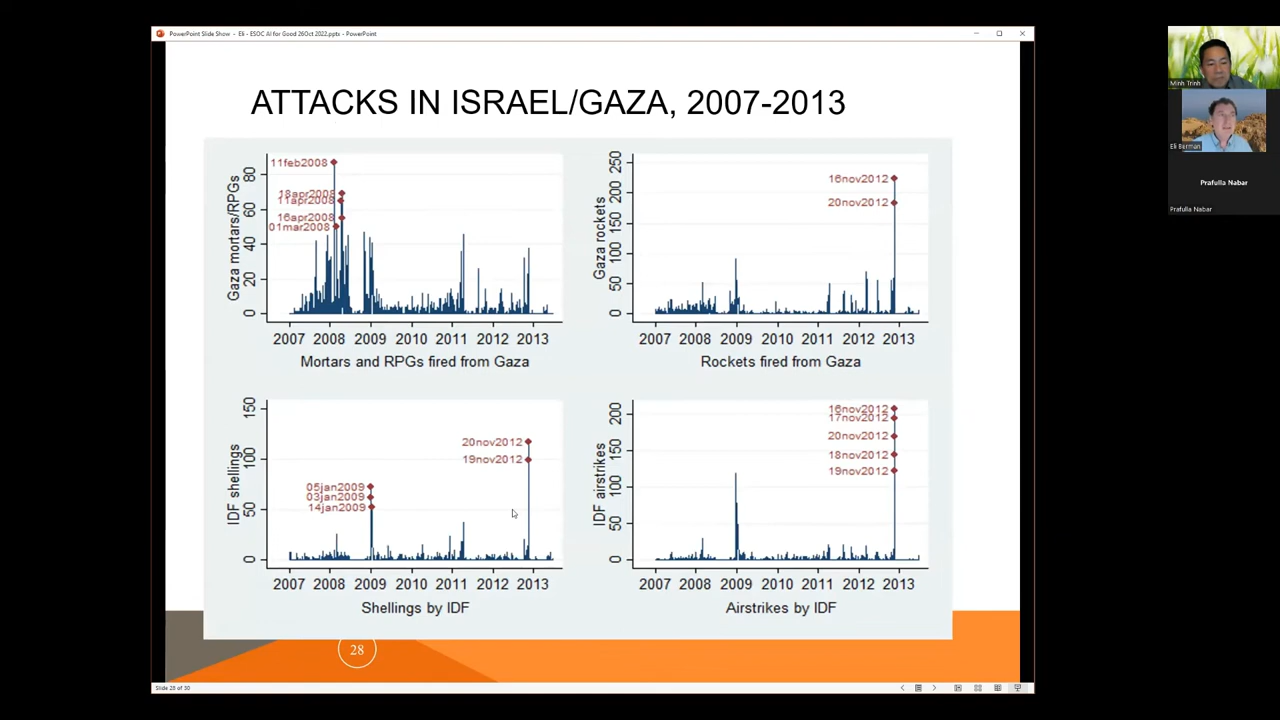 PowerPoint Slide Show - Eli - ESOC AI for Good 26Oct 2022.pptx - PowerPoint
ATTACKS IN ISRAEL/GAZA, 2007-2013
Gaza mortars/RPGs
80
60
40
20
0
11feb2008
18apr2008
11apr2008
16apr2008
01mar2008
2007 2008 2009 2010 2011 2012 2013
Mortars and RPGs fired from Gaza
Gaza rockets
250
200
150
100
50
0
16nov2012
20nov2012
2007 2008 2009 2010 2011 2012 2013
Rockets fired from Gaza
IDF shellings
150
100
50
0
20nov2012
19nov2012
05jan2009
03jan2009
14jan2009
2007 2008 2009 2010 2011 2012 2013
Shellings by IDF
IDF airstrikes
200
150
100
50
0
16nov2012
17nov2012
20nov2012
18nov2012
19nov2012
2007 2008 2009 2010 2011 2012 2013
Airstrikes by IDF
28
Slide 28 of 30
Minh Trinh
Eli Berman
Prafulla Nabar
Prafulla Nabar